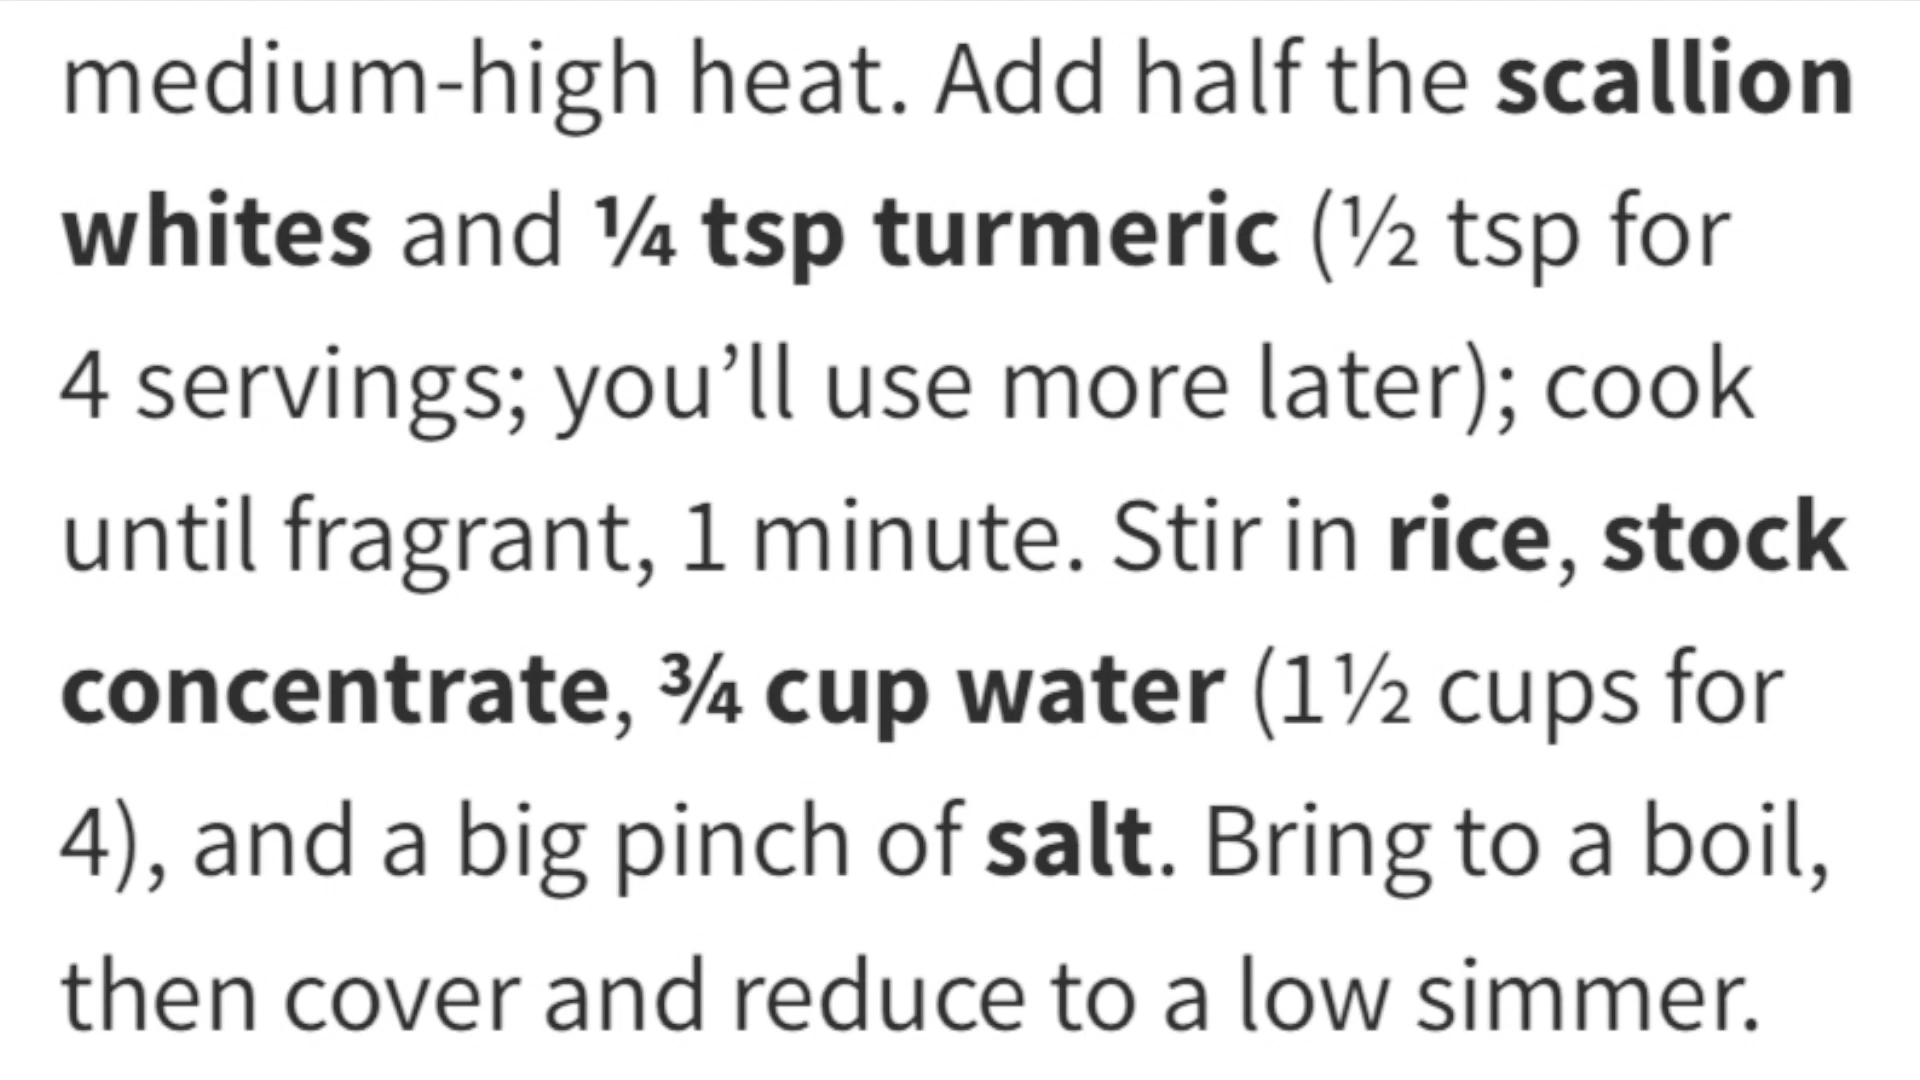 medium-high heat. Add half the scallion
whites and ¼ tsp turmeric (½ tsp for
4 servings; you’ll use more later); cook
until fragrant, 1 minute. Stir in rice, stock
concentrate, ¾ cup water (1½ cups for
4), and a big pinch of salt. Bring to a boil,
then cover and reduce to a low simmer.